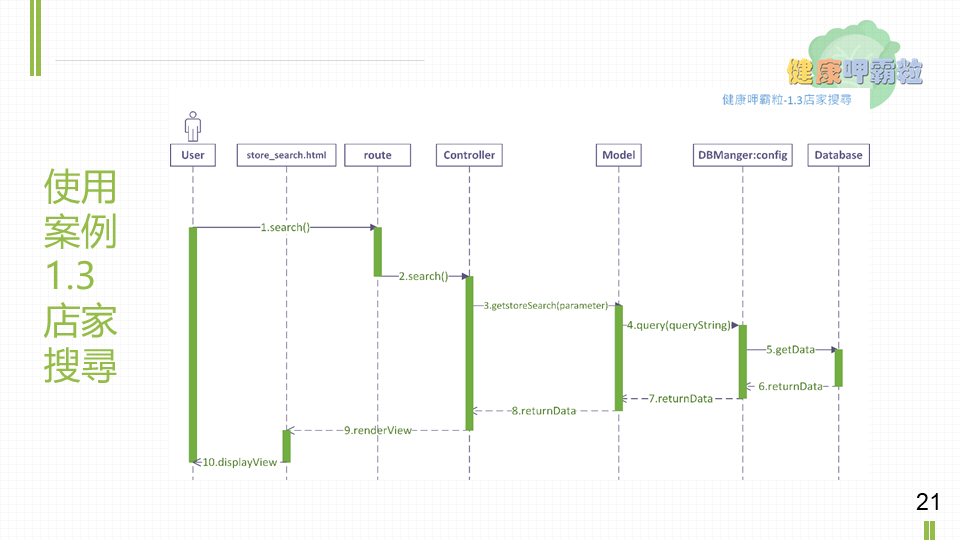 健康呷霸粒
健康呷霸粒-1.3店家搜尋
使用
案例
1.3
店家
搜尋
User
store_search.html
route
Controller
Model
DBManger:config
Database
1.search()
2.search()
3.getstoreSearch(parameter)
4.query(queryString)
5.getData
6.returnData
7.returnData
8.returnData
9.renderView
10.displayView
21